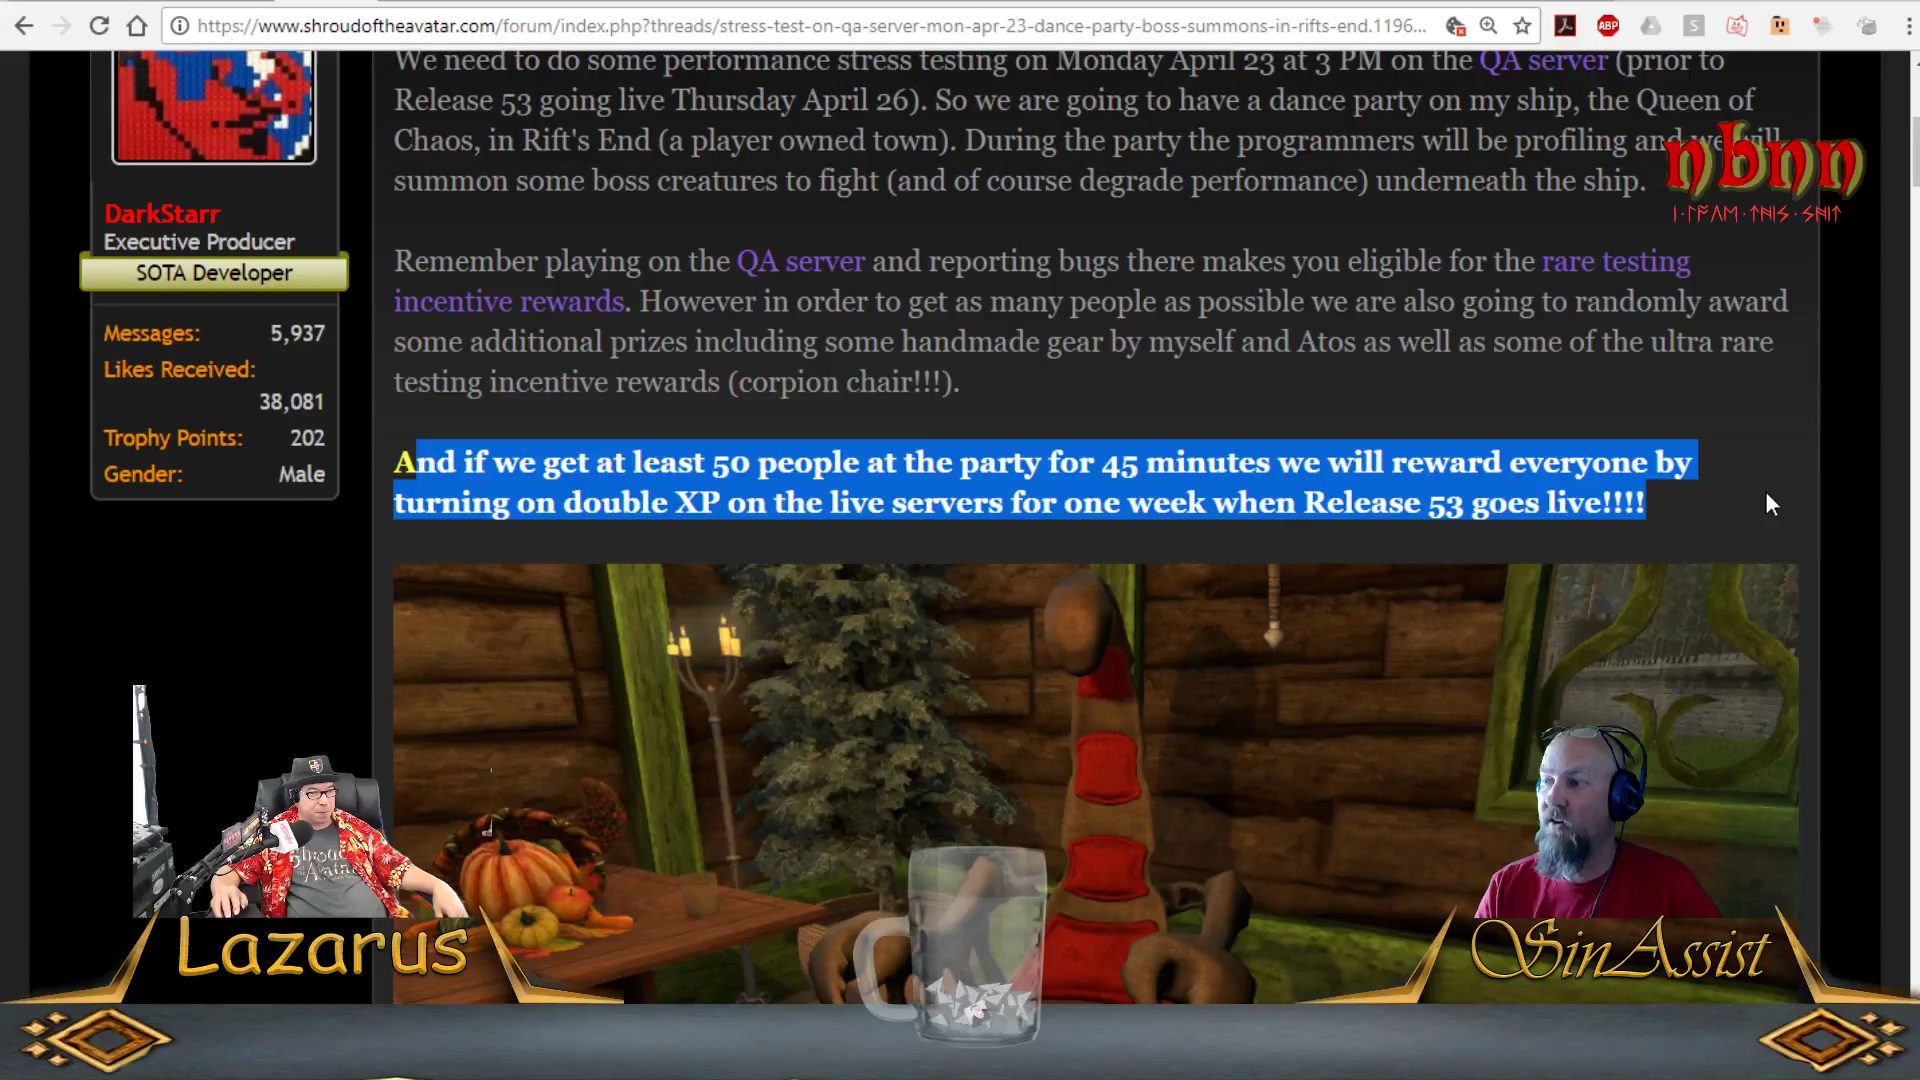 https://www.shroudoftheavatar.com/forum/index.php?threads/stress-test-on-qa-server-mon-apr-23-dance-party-boss-summons-in-rifts-end.1196...
ABP
S
We need to do some performance stress testing on Monday April 23 at 3 PM on the QA server (prior to
Release 53 going live Thursday April 26). So we are going to have a dance party on my ship, the Queen of
Chaos, in Rift's End (a player owned town). During the party the programmers will be profiling and we will
summon some boss creatures to fight (and of course degrade performance) underneath the ship.
nbnn
ᛁ·ᛚᚩᚠᛖ·ᛏᚻᛁᛊ·ᛊᚻᛁᛏ
DarkStarr
Executive Producer
SOTA Developer
Messages: 5,937
Likes Received:
38,081
Trophy Points: 202
Gender: Male
Remember playing on the QA server and reporting bugs there makes you eligible for the rare testing
incentive rewards. However in order to get as many people as possible we are also going to randomly award
some additional prizes including some handmade gear by myself and Atos as well as some of the ultra rare
testing incentive rewards (corpion chair!!!).
And if we get at least 50 people at the party for 45 minutes we will reward everyone by
turning on double XP on the live servers for one week when Release 53 goes live!!!!
Lazarus
SinAssist